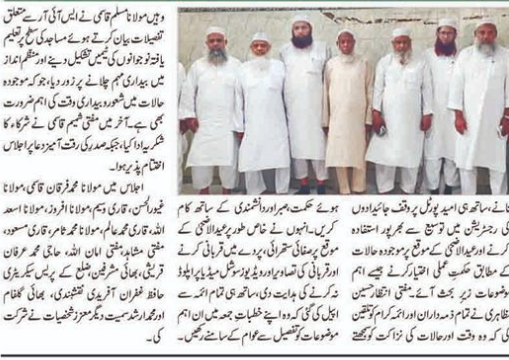 وہیں مولانا مسلم قاسمی نے ایس آئی آر سے متعلق
تفصیلات بیان کرتے ہوئے مساجد کی سطح پر تعلیم
یافتہ نوجوانوں کی ٹیمیں تشکیل دینے اور منظم انداز
میں بیداری مہم چلانے پر زور دیا، جو کہ موجودہ
حالات میں شعور و بیداری وقت کی اہم ضرورت
بھی ہے۔ آخر میں مفتی شمیم قاسمی نے شرکاء کا
شکریہ ادا کیا، جبکہ صدر کی رقت آمیز دعا پر اجلاس
اختتام پذیر ہوا۔
اجلاس میں مولانا محمد فرقان قاسمی، مولانا
غیور الحسن، قاری وسیم، مولانا افروز، مولانا اسعد
اللہ، قاری محمد عالم، مولانا محمد ثامر، قاری مسعود،
مفتی مشاہد، مفتی امان اللہ، حاجی محمد عرفان
قریشی، بھائی مشرفین، ضلع کے پریس سیکریٹری
حافظ غفران آفریدی نقشبندی، بھائی گلفام
اور محمد ارشد سمیت دیگر معزز شخصیات نے شرکت
کی۔
ہوئے حکمت، صبر اور دانشمندی کے ساتھ کام
کریں۔ انہوں نے خاص طور پر عیدالاضحی کے
موقع پر صفائی ستھرائی، پردے میں قربانی کرنے
اور قربانی کی تصاویر اور ویڈیوز سوشل میڈیا پر اپلوڈ
نہ کرنے کی ہدایت دی، ساتھ ہی تمام ائمہ سے
اپیل کی گئی کہ وہ اپنے خطبات جمعہ میں ان اہم
موضوعات کو تفصیل سے عوام کے سامنے رکھیں۔
بنانے، ساتھ ہی امید پورٹل پر وقف جائیدادوں
کی رجسٹریشن میں توسیع سے بھرپور استفادہ
کرنے اور عیدالاضحی کے موقع پر موجودہ حالات
کے مطابق حکمت عملی اختیار کرنے جیسے اہم
موضوعات زیر بحث آئے۔ مفتی انتظار حسین
مظاہری نے تمام ذمہ داران اور ائمہ کرام کو تلقین
کی کہ وہ وقت اور حالات کی نزاکت کو سمجھتے